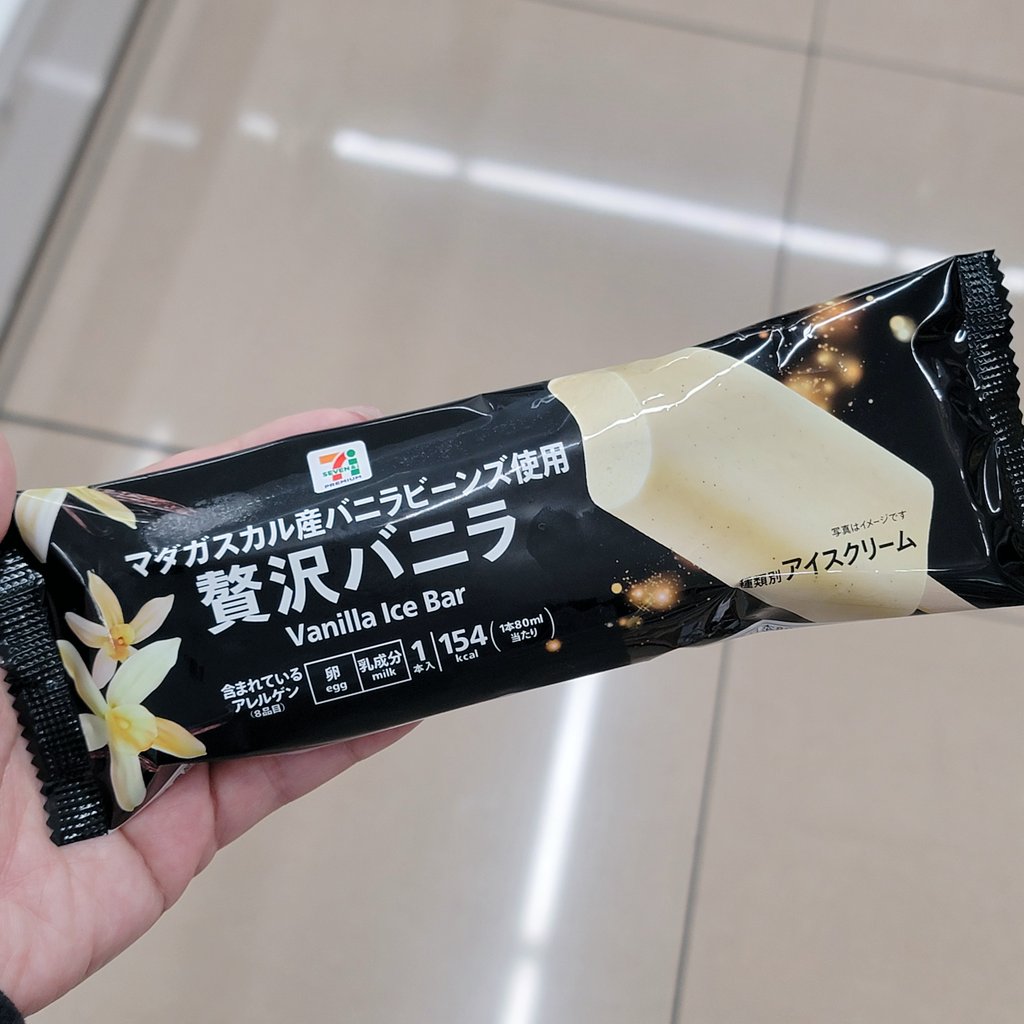 7i
SEVEN&i
PREMIUM
マダガスカル産バニラビーンズ使用
贅沢バニラ
Vanilla Ice Bar
含まれている
アレルゲン
(8品目)
卵
egg
乳成分
milk
1
本入
154
kcal
(1本80ml
当たり)
写真はイメージです
種類別 アイスクリーム